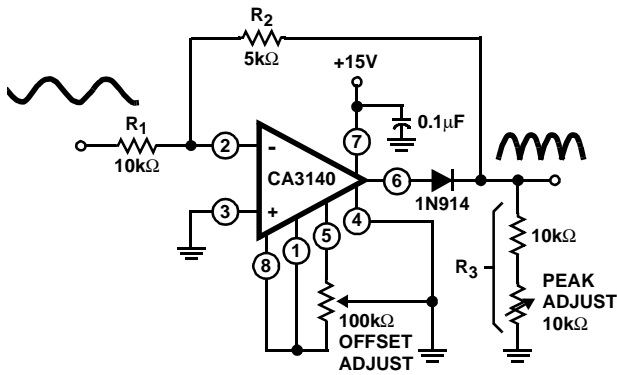 R2
5kΩ
+15V
R1
10kΩ
0.1μF
2
7
-
CA3140
6
1N914
3
+
4
5
1
8
10kΩ
R3
PEAK
ADJUST
10kΩ
100kΩ
OFFSET
ADJUST